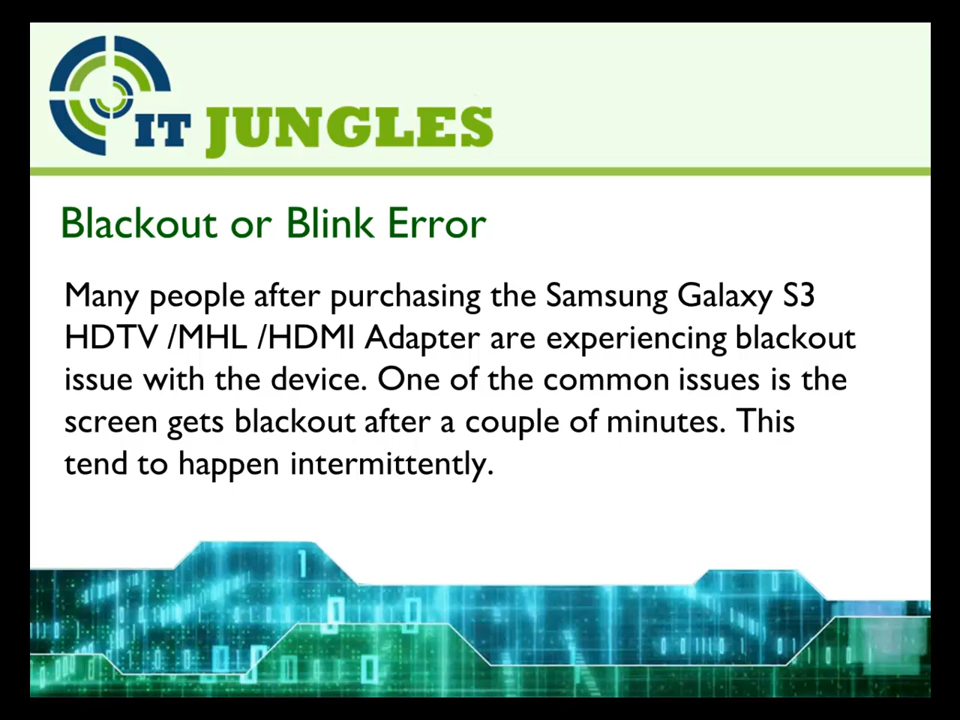 IT JUNGLES
Blackout or Blink Error
Many people after purchasing the Samsung Galaxy S3
HDTV /MHL /HDMI Adapter are experiencing blackout
issue with the device. One of the common issues is the
screen gets blackout after a couple of minutes. This
tend to happen intermittently.